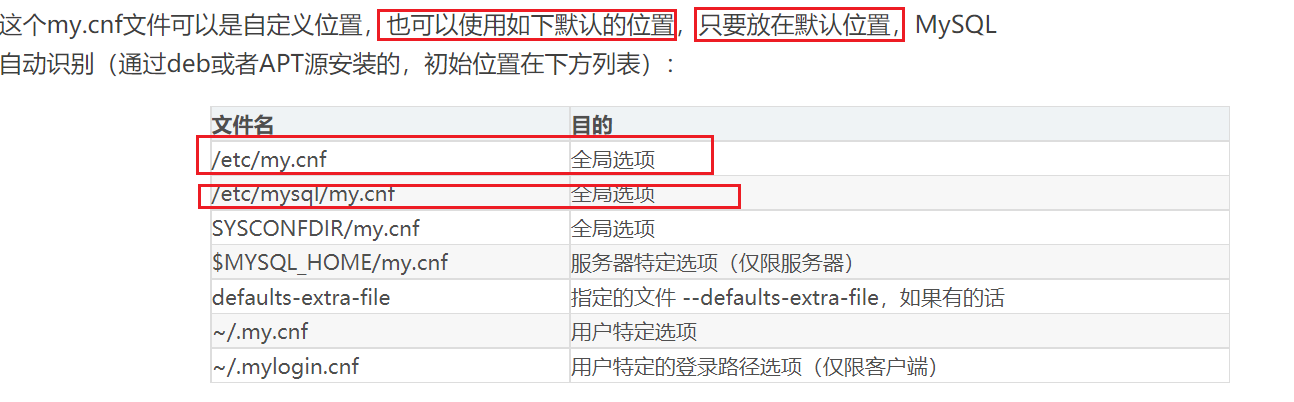 这个my.cnf文件可以是自定义位置，也可以使用如下默认的位置，只要放在默认位置，MySQL
自动识别（通过deb或者APT源安装的，初始位置在下方列表）：
文件名 目的
/etc/my.cnf 全局选项
/etc/mysql/my.cnf 全局选项
SYSCONFDIR/my.cnf 全局选项
$MYSQL_HOME/my.cnf 服务器特定选项（仅限服务器）
defaults-extra-file 指定的文件 --defaults-extra-file，如果有的话
~/.my.cnf 用户特定选项
~/.mylogin.cnf 用户特定的登录路径选项（仅限客户端）